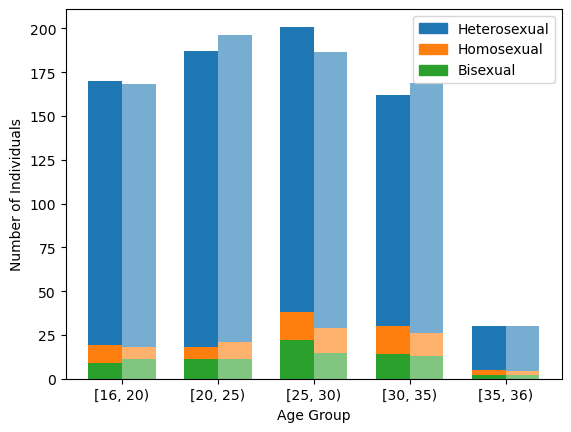 200
175
150
125
100
75
50
25
0
Number of Individuals
Heterosexual
Homosexual
Bisexual
[16, 20) [20, 25) [25, 30) [30, 35) [35, 36)
Age Group